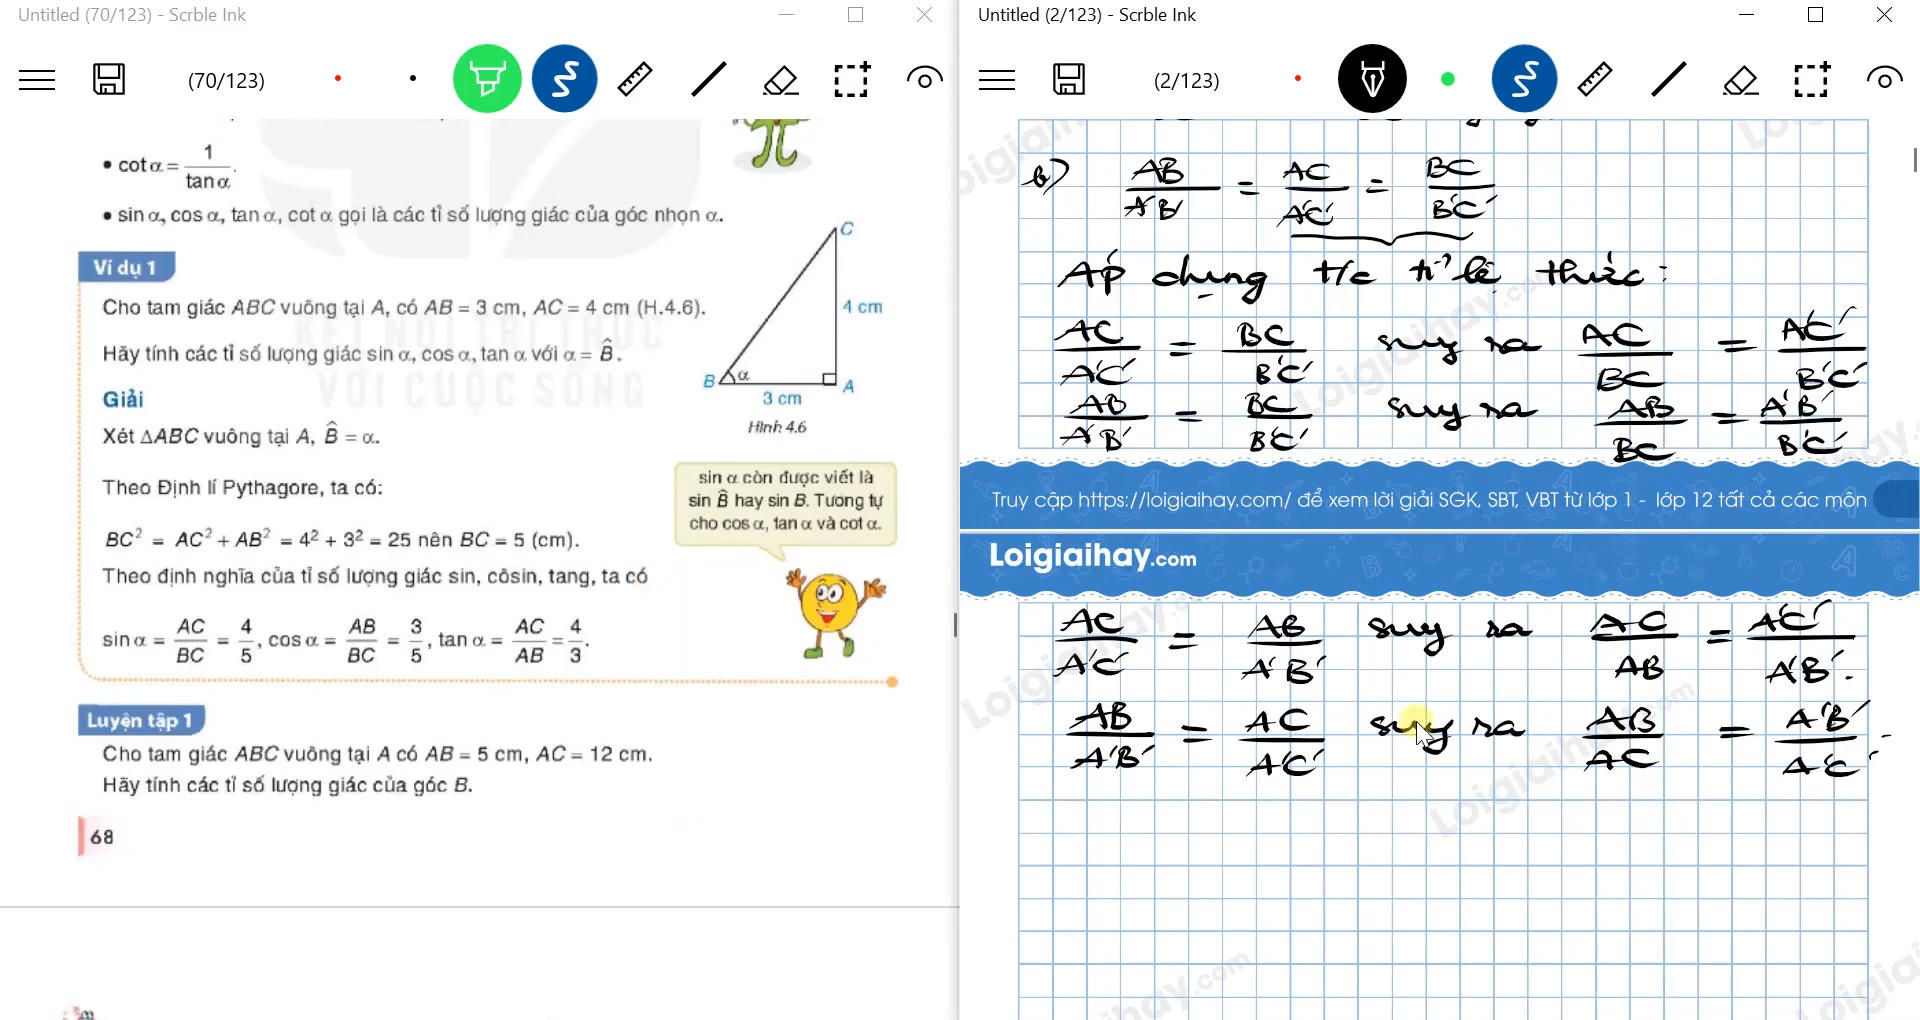 Untitled (70/123) - Scrble Ink
(70/123)
• cot α = 1/tan α.
• sin α, cos α, tan α, cot α gọi là các tỉ số lượng giác của góc nhọn α.
Ví dụ 1
Cho tam giác ABC vuông tại A, có AB = 3 cm, AC = 4 cm (H.4.6).
Hãy tính các tỉ số lượng giác sin α, cos α, tan α với α = B̂.
C
4 cm
B α A
3 cm
Hình 4.6
Giải
Xét ΔABC vuông tại A, B̂ = α.
Theo Định lí Pythagore, ta có:
BC² = AC² + AB² = 4² + 3² = 25 nên BC = 5 (cm).
Theo định nghĩa của tỉ số lượng giác sin, côsin, tang, ta có
sin α = AC/BC = 4/5, cos α = AB/BC = 3/5, tan α = AC/AB = 4/3.
sin α còn được viết là
sin B̂ hay sin B. Tương tự
cho cos α, tan α và cot α.
Luyện tập 1
Cho tam giác ABC vuông tại A có AB = 5 cm, AC = 12 cm.
Hãy tính các tỉ số lượng giác của góc B.
68
KẾT NỐI TRI THỨC
VỚI CUỘC SỐNG
Untitled (2/123) - Scrble Ink
(2/123)
b) AB/A'B' = AC/A'C' = BC/B'C'
Áp dụng t/c tỉ lệ thức:
AC/A'C' = BC/B'C' suy ra AC/BC = A'C'/B'C'
AB/A'B' = BC/B'C' suy ra AB/BC = A'B'/B'C'
Truy cập https://loigiaihay.com/ để xem lời giải SGK, SBT, VBT từ lớp 1 - lớp 12 tất cả các môn
Loigiaihay.com
AC/A'C' = AB/A'B' suy ra AC/AB = A'C'/A'B'.
AB/A'B' = AC/A'C' suy ra AB/AC = A'B'/A'C'
Loigiaihay.com